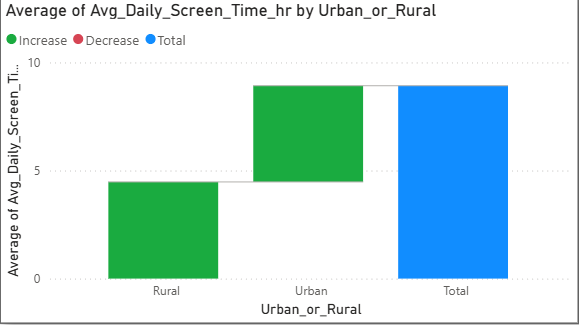 Average of Avg_Daily_Screen_Time_hr by Urban_or_Rural
Increase Decrease Total
Average of Avg_Daily_Screen_Ti...
10
5
0
Rural Urban Total
Urban_or_Rural